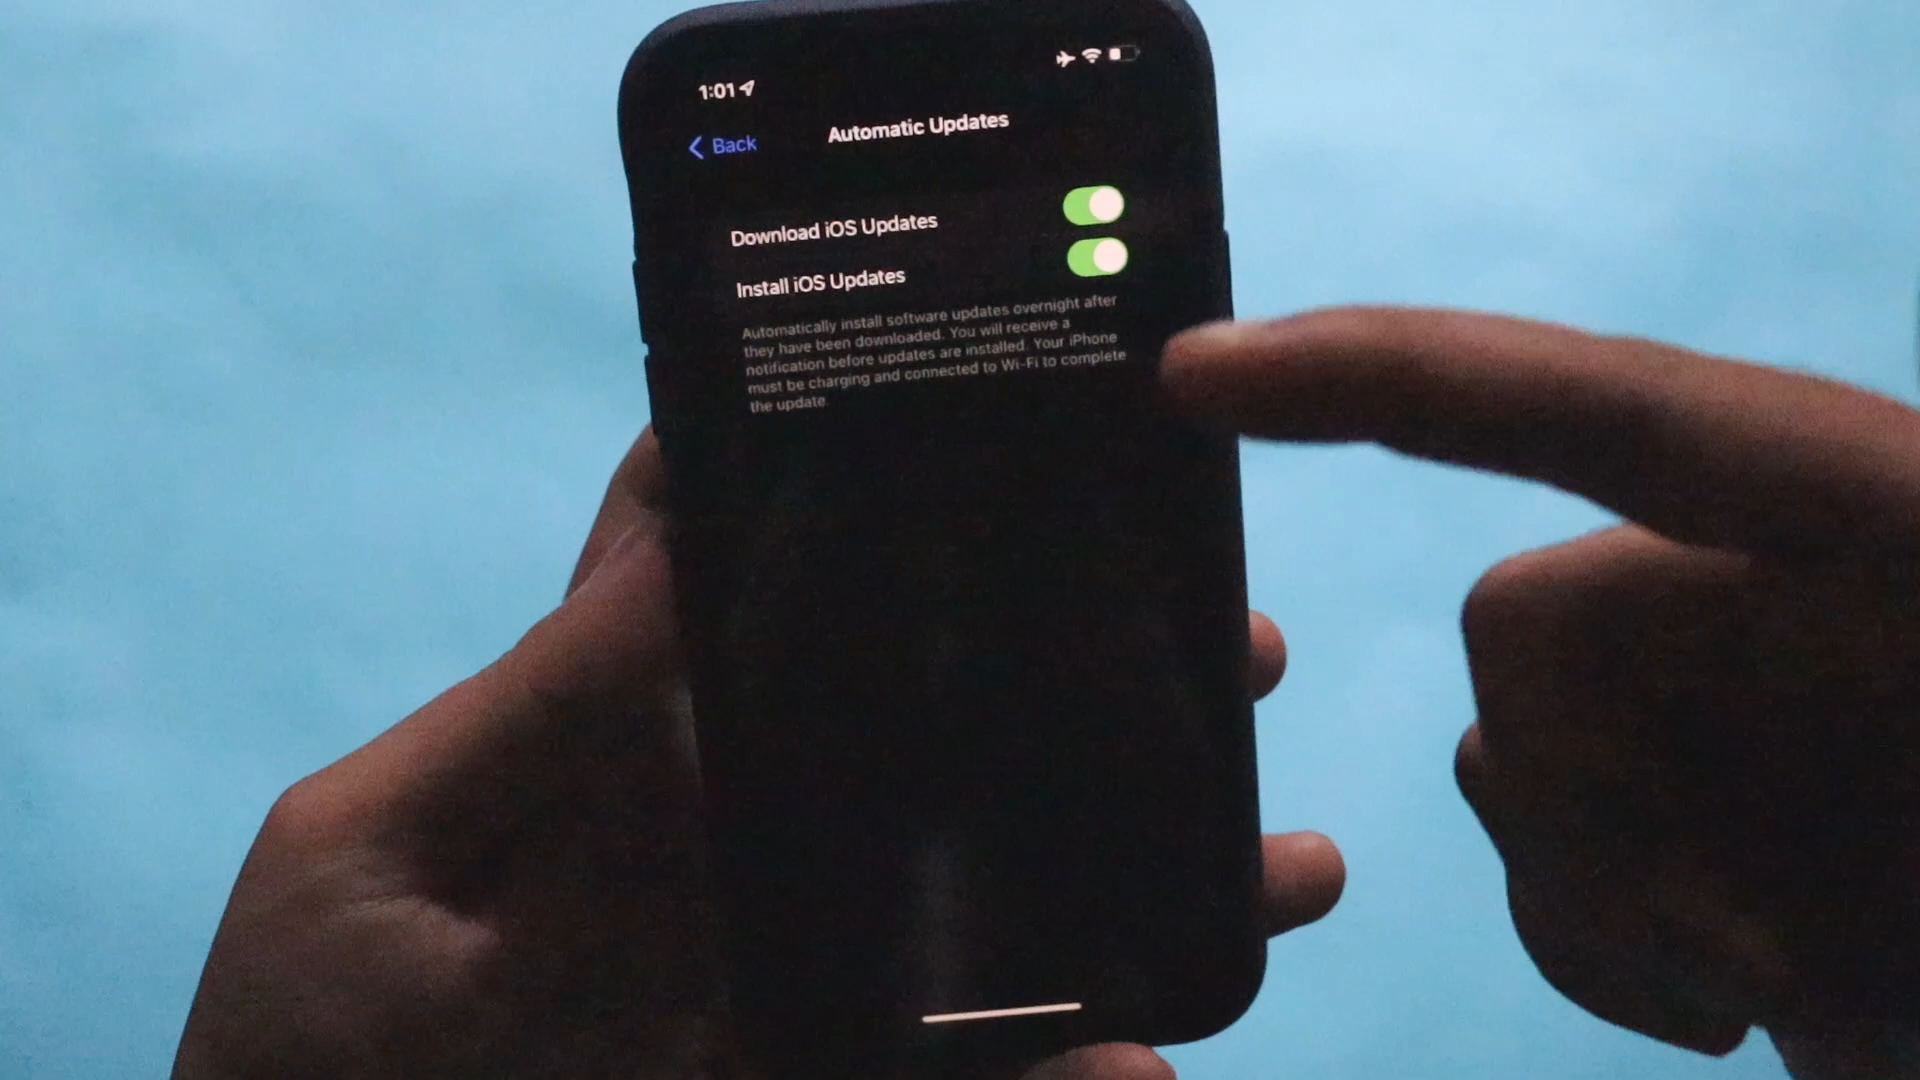 1:01
Back
Automatic Updates
Download iOS Updates
Install iOS Updates
Automatically install software updates overnight after
they have been downloaded. You will receive a
notification before updates are installed. Your iPhone
must be charging and connected to Wi-Fi to complete
the update.